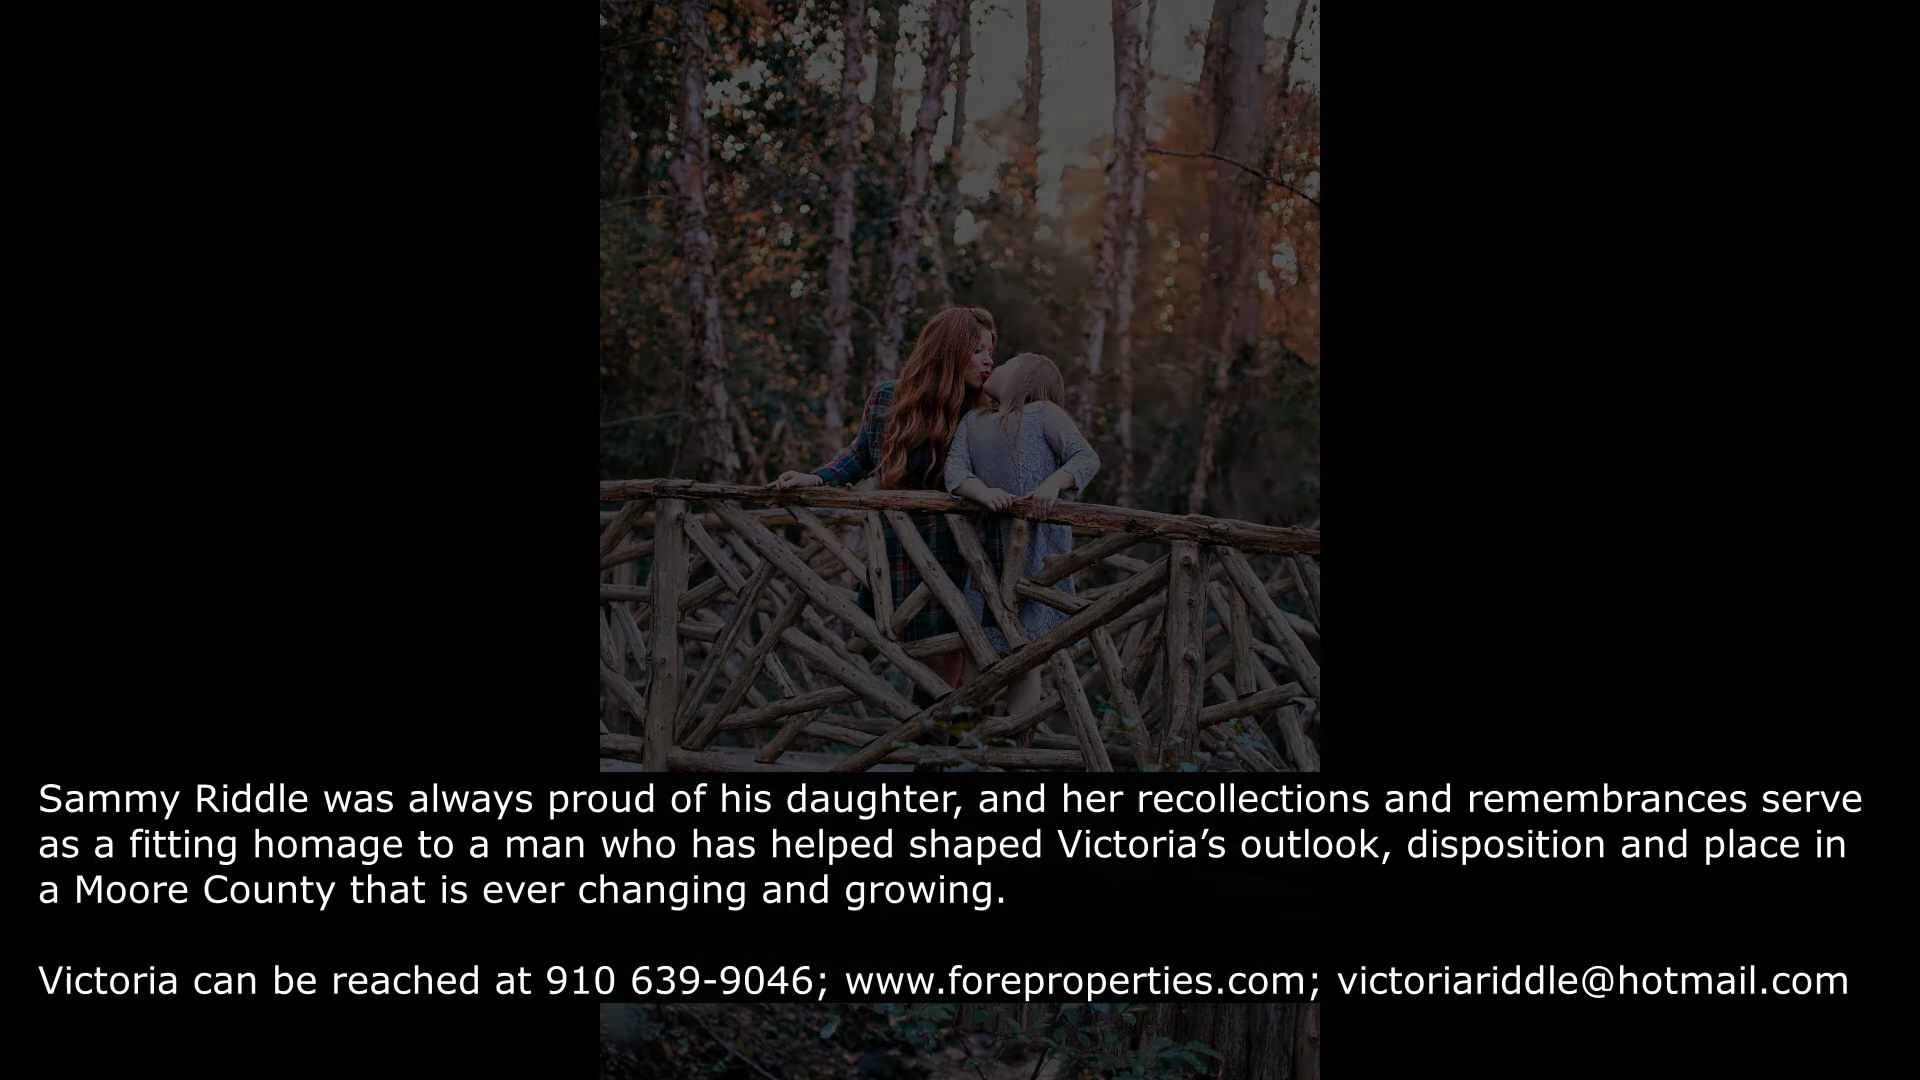 Sammy Riddle was always proud of his daughter, and her recollections and remembrances serve
as a fitting homage to a man who has helped shaped Victoria’s outlook, disposition and place in
a Moore County that is ever changing and growing.
Victoria can be reached at 910 639-9046; www.foreproperties.com; victoriariddle@hotmail.com